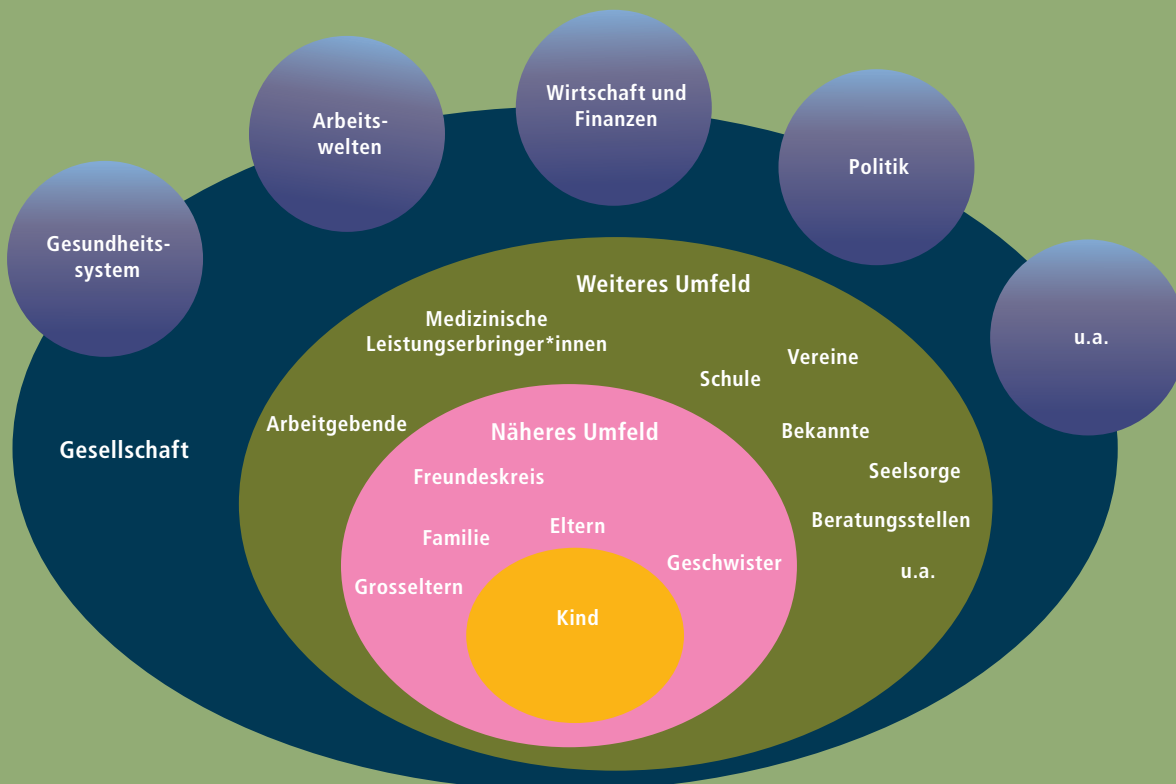 Wirtschaft und
Finanzen
Arbeits-
welten
Politik
Gesundheits-
system
u.a.
Gesellschaft
Weiteres Umfeld
Medizinische
Leistungserbringer*innen
Vereine
Schule
Arbeitgebende
Bekannte
Seelsorge
Beratungsstellen
u.a.
Näheres Umfeld
Freundeskreis
Eltern
Familie
Geschwister
Grosseltern
Kind